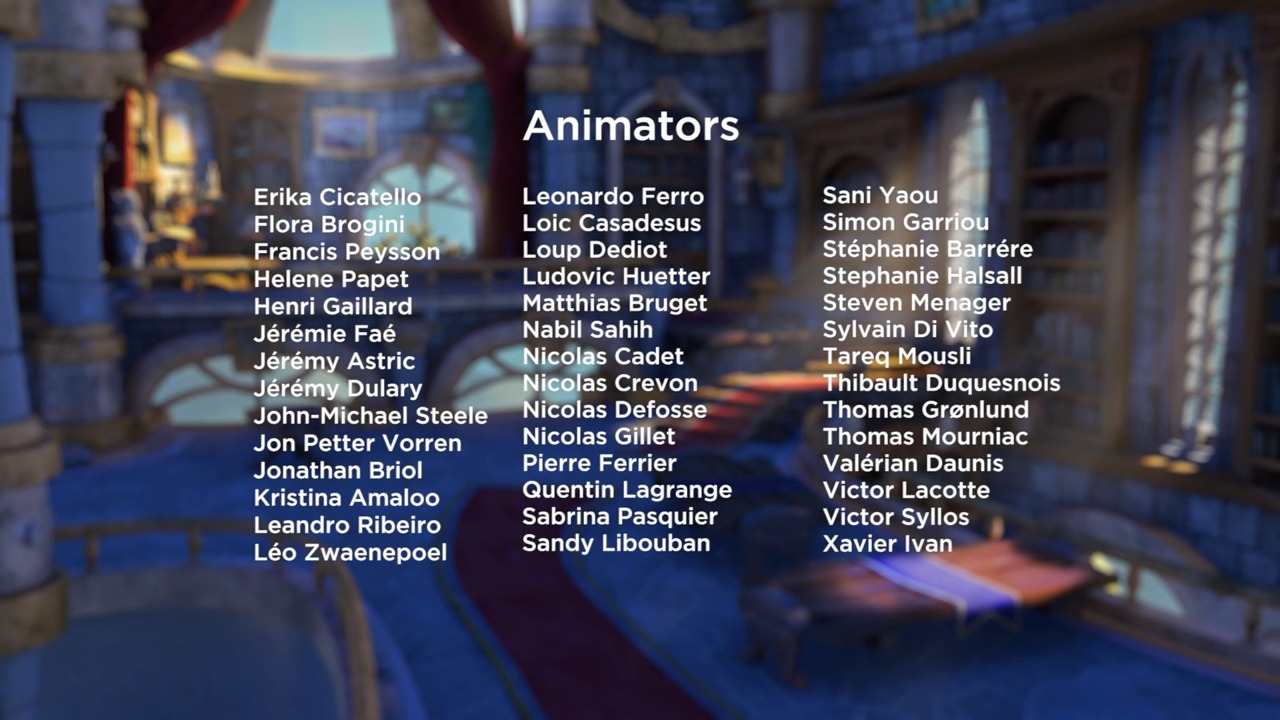 Animators
Erika Cicatello
Flora Brogini
Francis Peysson
Helene Papet
Henri Gaillard
Jérémie Faé
Jérémy Astric
Jérémy Dulary
John-Michael Steele
Jon Petter Vorren
Jonathan Briol
Kristina Amaloo
Leandro Ribeiro
Léo Zwaenepoel
Leonardo Ferro
Loic Casadesus
Loup Dediot
Ludovic Huetter
Matthias Bruget
Nabil Sahih
Nicolas Cadet
Nicolas Crevon
Nicolas Defosse
Nicolas Gillet
Pierre Ferrier
Quentin Lagrange
Sabrina Pasquier
Sandy Libouban
Sani Yaou
Simon Garriou
Stéphanie Barrére
Stephanie Halsall
Steven Menager
Sylvain Di Vito
Tareq Mousli
Thibault Duquesnois
Thomas Grønlund
Thomas Mourniac
Valérian Daunis
Victor Lacotte
Victor Syllos
Xavier Ivan